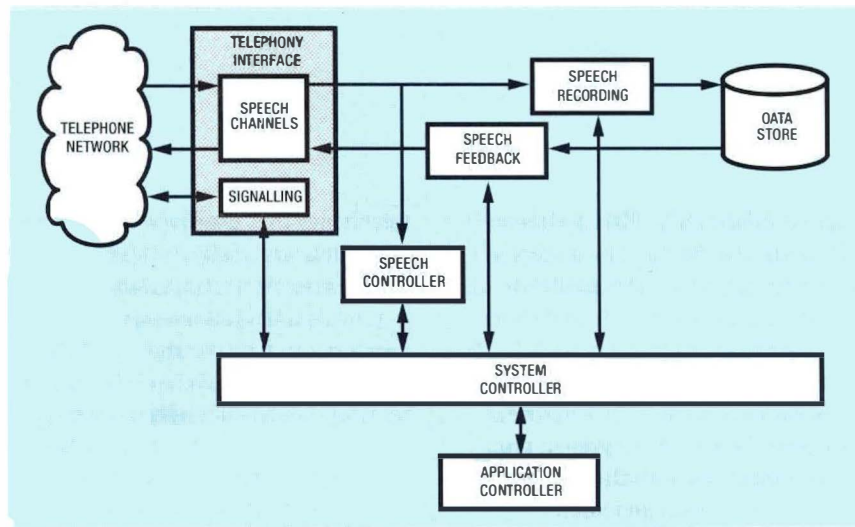 TELEPHONY
INTERFACE
SPEECH
CHANNELS
SPEECH
RECORDING
OATA
STORE
TELEPHONE
NETWORK
SPEECH
FEEDBACK
SIGNALLING
SPEECH
CONTROLLER
SYSTEM
CONTROLLER
APPLICATION
CONTROLLER